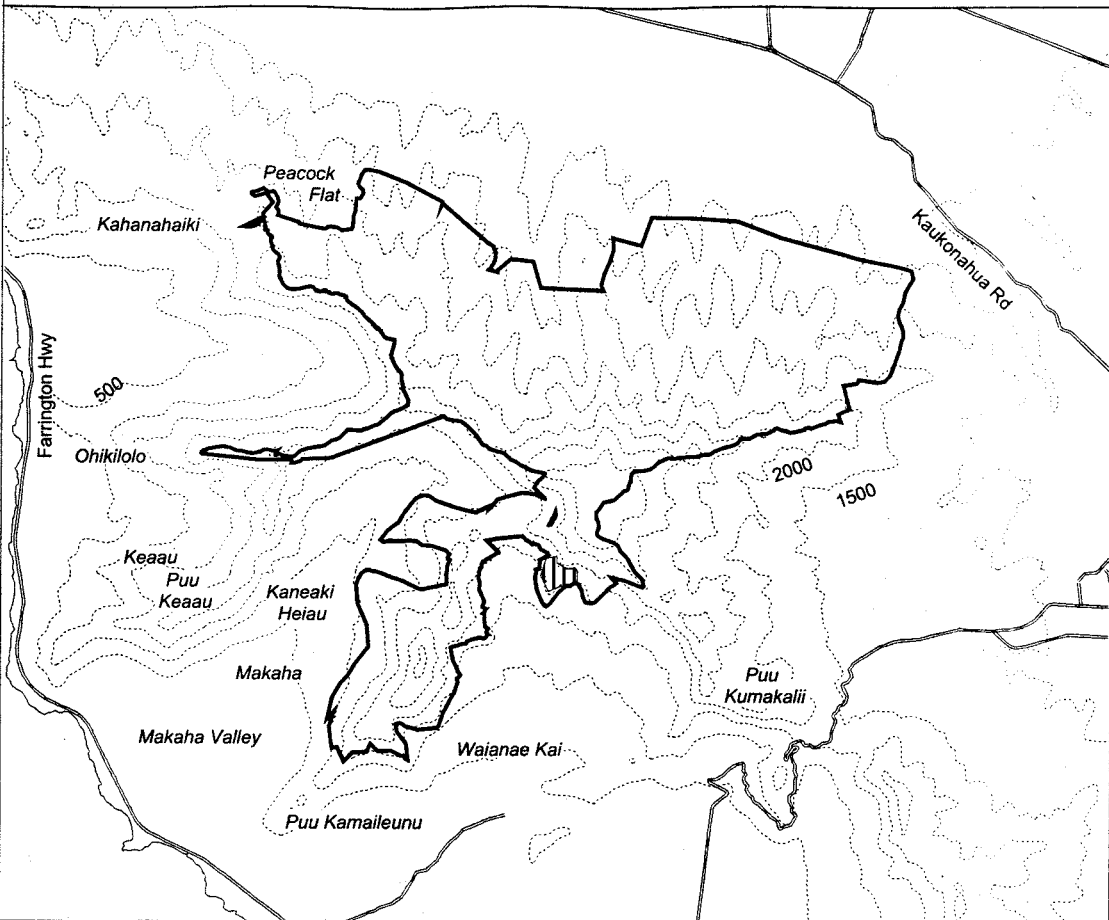 Peacock
Flat
Kahanahaiki
Kaukonahua Rd
Farrington Hwy
500
Ohikilolo
2000
1500
Keaau
Puu
Keaau
Kaneaki
Heiau
Makaha
Puu
Kumakalii
Makaha Valley
Waianae Kai
Puu Kamaileunu